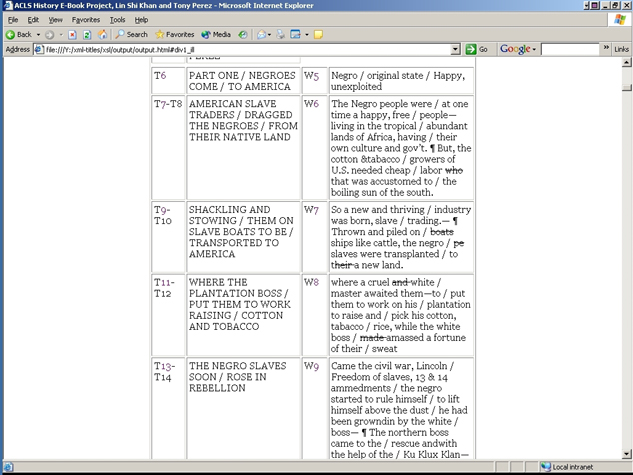 ACLS History E-Book Project, Lin Shi Khan and Tony Perez - Microsoft Internet Explorer
File Edit View Favorites Tools Help
Back Search Favorites Media
Address file:///Y:/xml-titles/xsl/output/output.html#div1_ill Go Google Links
T6
PART ONE / NEGROES
COME / TO AMERICA
W5
Negro / original state / Happy,
unexploited
T7-T8
AMERICAN SLAVE
TRADERS / DRAGGED
THE NEGROES / FROM
THEIR NATIVE LAND
W6
The Negro people were / at one
time a happy, free / people—
living in the tropical / abundant
lands of Africa, having / their
own culture and gov't. ¶ But, the
cotton &tabacco / growers of
U.S. needed cheap / labor who
that was accustomed to / the
boiling sun of the south.
T9-
T10
SHACKLING AND
STOWING / THEM ON
SLAVE BOATS TO BE /
TRANSPORTED TO
AMERICA
W7
So a new and thriving / industry
was born, slave / trading.— ¶
Thrown and piled on / boats
ships like cattle, the negro / pe
slaves were transplanted / to
their a new land.
T11-
T12
WHERE THE
PLANTATION BOSS /
PUT THEM TO WORK
RAISING / COTTON
AND TOBACCO
W8
where a cruel and white /
master awaited them—to / put
them to work on his / plantation
to raise and / pick his cotton,
tabacco / rice, while the white
boss / made amassed a fortune
of their / sweat
T13-
T14
THE NEGRO SLAVES
SOON / ROSE IN
REBELLION
W9
Came the civil war, Lincoln /
Freedom of slaves, 13 & 14
ammedments / the negro
started to rule himself / to lift
himself above the dust / he had
been growndin by the white /
boss— ¶ The northern boss
came to the / rescue andwith
the help of the / Ku Klux Klan—
Local intranet